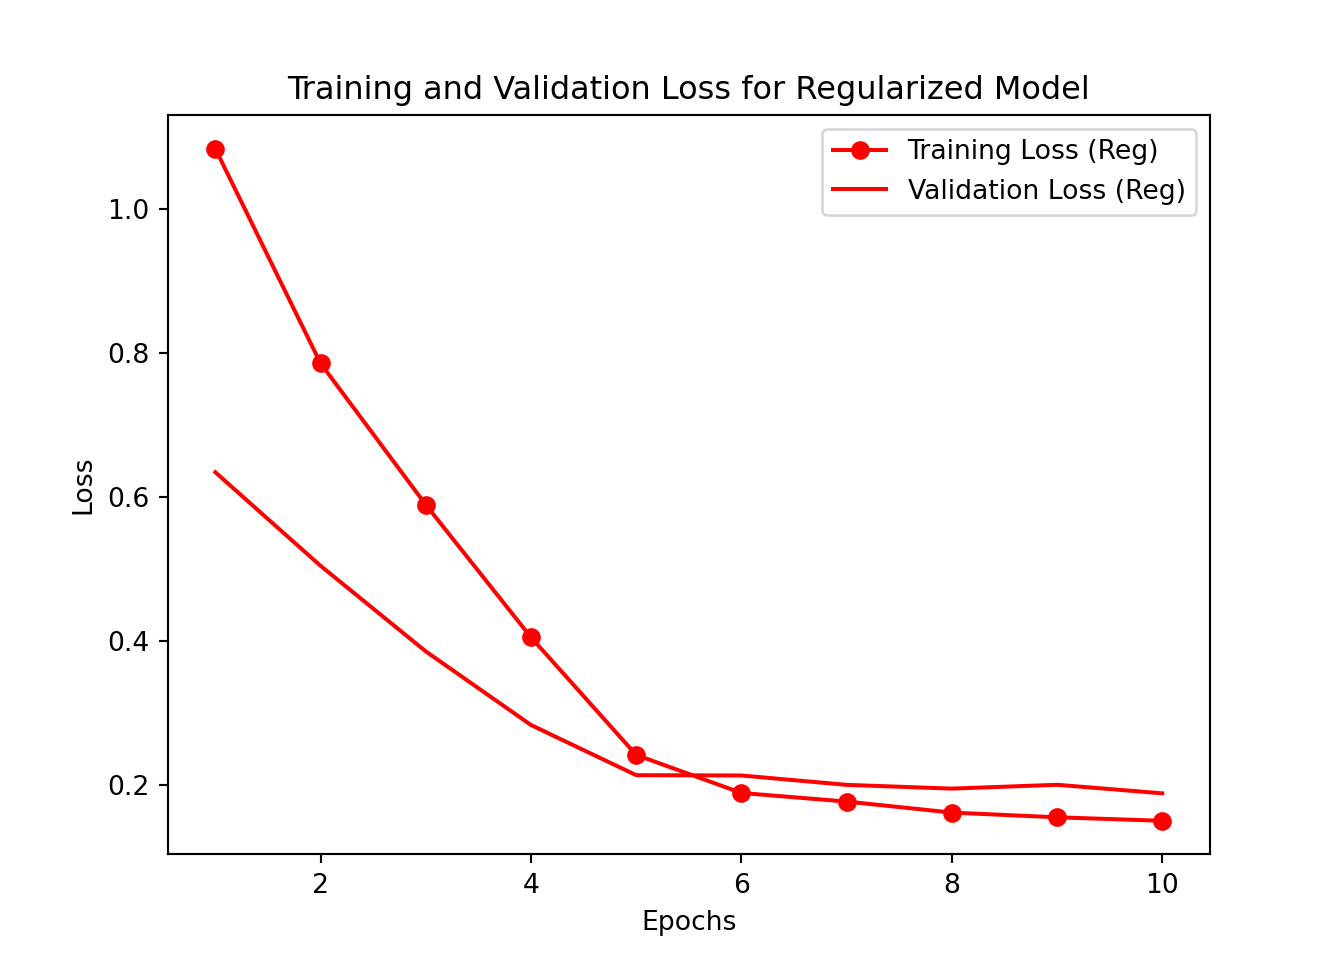 Training and Validation Loss for Regularized Model
Training Loss (Reg)
Validation Loss (Reg)
1.0
0.8
0.6
0.4
0.2
Loss
2 4 6 8 10
Epochs